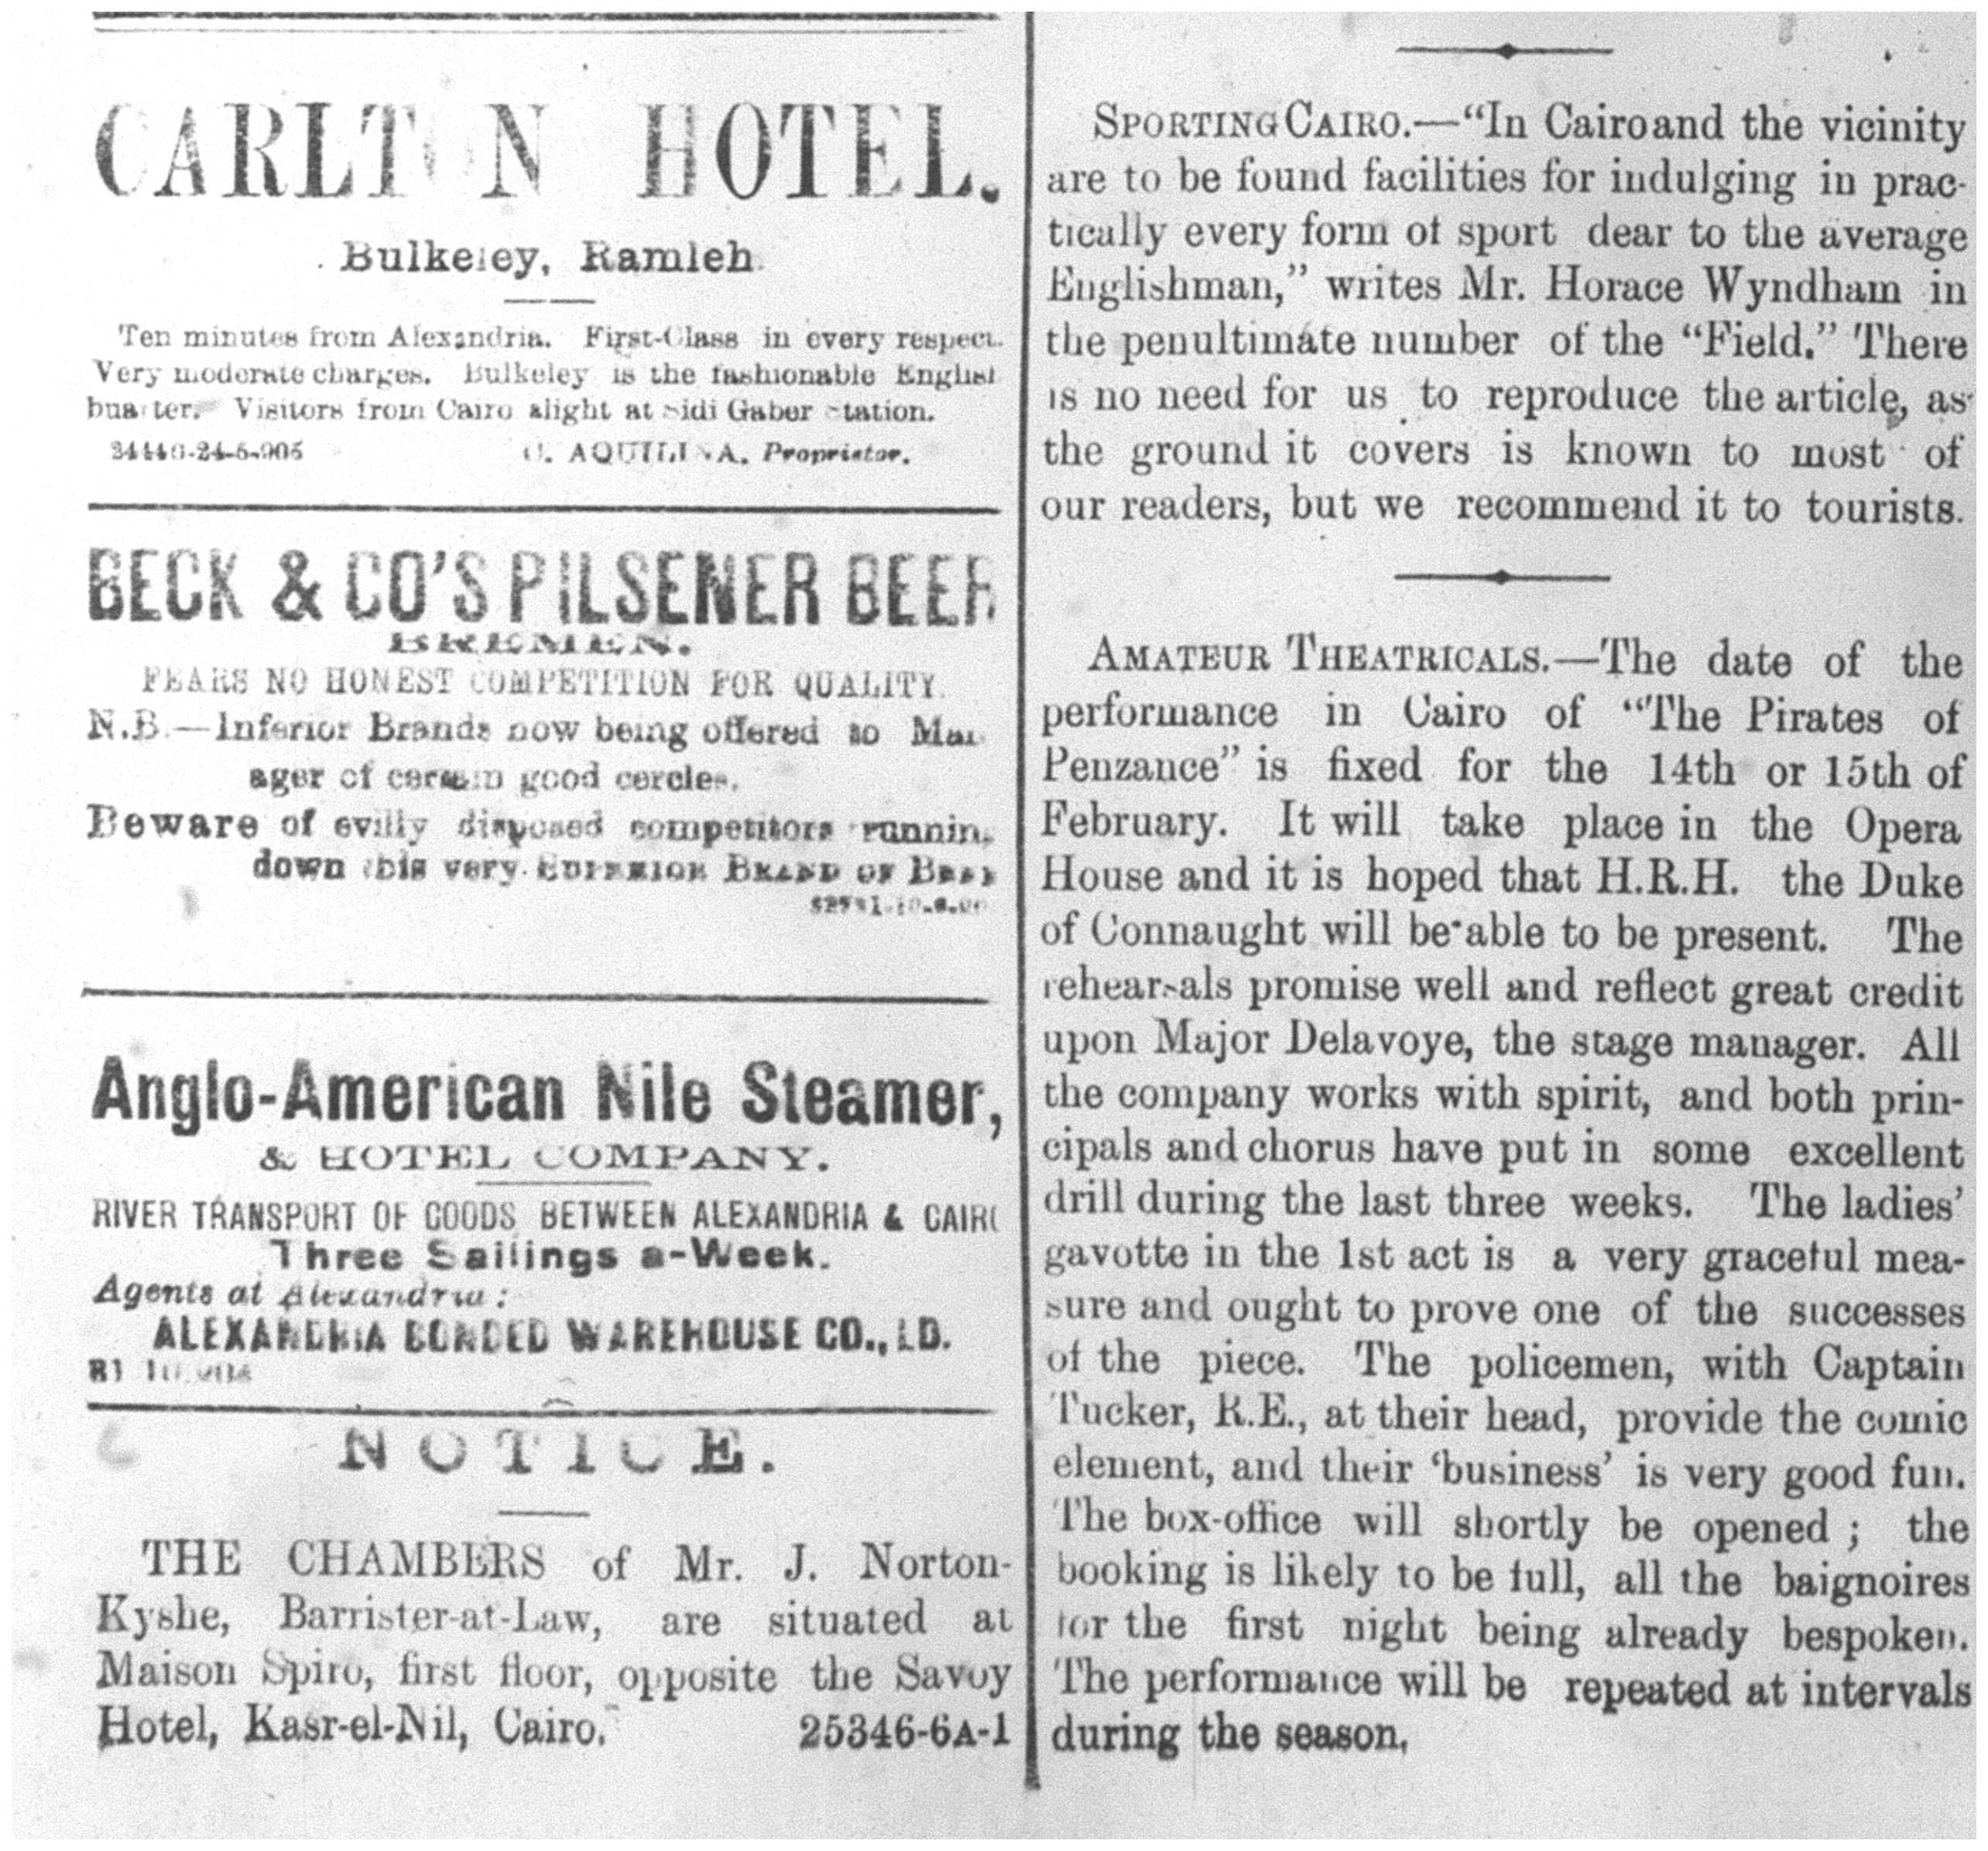 CARLTON HOTEL.
Bulkeley, Ramleh
Ten minutes from Alexandria. First-Class in every respect.
Very moderate charges. Bulkeley is the fashionable English
buarter. Visitors from Cairo alight at Sidi Gaber Station.
24440-24-5-905 C. AQUILINA, Proprietor.
BECK & CO'S PILSENER BEER
BREMEN.
FEARS NO HONEST COMPETITION FOR QUALITY.
N.B.—Inferior Brands now being offered to Man
ager of certain good cercles.
Beware of evilly disposed competitors runnin
down this very SUPERIOR BRAND OF BEER
Anglo-American Nile Steamer,
& HOTEL COMPANY.
RIVER TRANSPORT OF GOODS BETWEEN ALEXANDRIA & CAIRO
Three Sailings a-Week.
Agents at Alexandria:
ALEXANDRIA BONDED WAREHOUSE CO., LD.
NOTICE.
THE CHAMBERS of Mr. J. Norton-
Kyshe, Barrister-at-Law, are situated at
Maison Spiro, first floor, opposite the Savoy
Hotel, Kasr-el-Nil, Cairo. 25346-6A-1
SPORTING CAIRO.—“In Cairo and the vicinity
are to be found facilities for indulging in prac-
tically every form of sport dear to the average
Englishman,” writes Mr. Horace Wyndham in
the penultimate number of the “Field.” There
is no need for us to reproduce the article, as
the ground it covers is known to most of
our readers, but we recommend it to tourists.
AMATEUR THEATRICALS.—The date of the
performance in Cairo of “The Pirates of
Penzance” is fixed for the 14th or 15th of
February. It will take place in the Opera
House and it is hoped that H.R.H. the Duke
of Connaught will be able to be present. The
rehearsals promise well and reflect great credit
upon Major Delavoye, the stage manager. All
the company works with spirit, and both prin-
cipals and chorus have put in some excellent
drill during the last three weeks. The ladies’
gavotte in the 1st act is a very graceful mea-
sure and ought to prove one of the successes
of the piece. The policemen, with Captain
Tucker, R.E., at their head, provide the comic
element, and their ‘business’ is very good fun.
The box-office will shortly be opened ; the
booking is likely to be full, all the baignoires
for the first night being already bespoken.
The performance will be repeated at intervals
during the season.